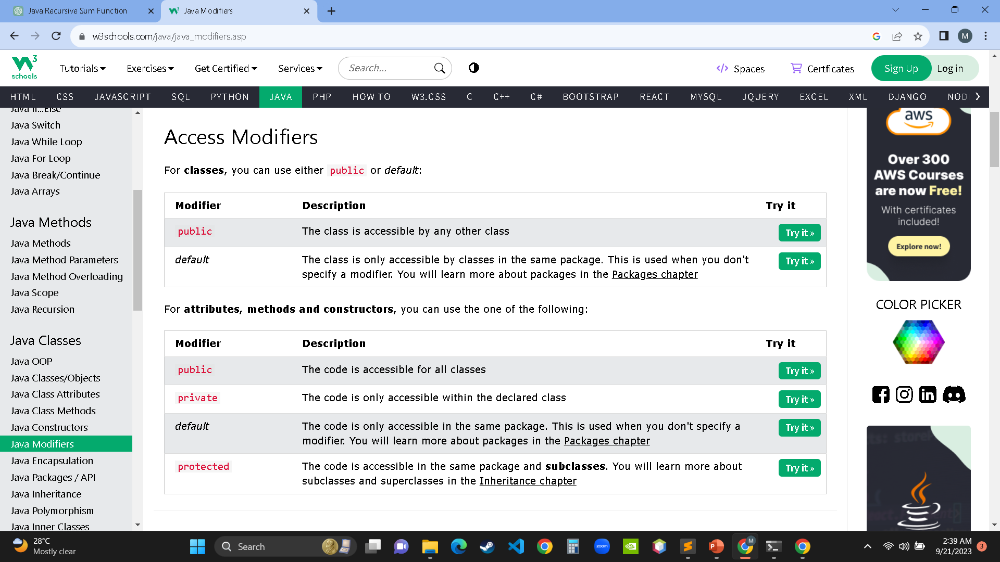 Java Recursive Sum Function
Java Modifiers
w3schools.com/java/java_modifiers.asp
M
3
schools
Tutorials
Exercises
Get Certified
Services
Search...
Spaces
Certficates
Sign Up
Log in
HTML CSS JAVASCRIPT SQL PYTHON JAVA PHP HOW TO W3.CSS C C++ C# BOOTSTRAP REACT MYSQL JQUERY EXCEL XML DJANGO NOD
Java If...Else
Java Switch
Java While Loop
Java For Loop
Java Break/Continue
Java Arrays
Java Methods
Java Methods
Java Method Parameters
Java Method Overloading
Java Scope
Java Recursion
Java Classes
Java OOP
Java Classes/Objects
Java Class Attributes
Java Class Methods
Java Constructors
Java Modifiers
Java Encapsulation
Java Packages / API
Java Inheritance
Java Polymorphism
Java Inner Classes
Access Modifiers
For classes, you can use either public or default:
Modifier Description Try it
public The class is accessible by any other class Try it »
default The class is only accessible by classes in the same package. This is used when you don't Try it »
specify a modifier. You will learn more about packages in the Packages chapter
For attributes, methods and constructors, you can use the one of the following:
Modifier Description Try it
public The code is accessible for all classes Try it »
private The code is only accessible within the declared class Try it »
default The code is only accessible in the same package. This is used when you don't specify a Try it »
modifier. You will learn more about packages in the Packages chapter
protected The code is accessible in the same package and subclasses. You will learn more about Try it »
subclasses and superclasses in the Inheritance chapter
aws
Over 300
AWS Courses
are now Free!
With certificates
included!
Explore now!
COLOR PICKER
28°C
Mostly clear
Search
zoom
M
2:39 AM
9/21/2023
3